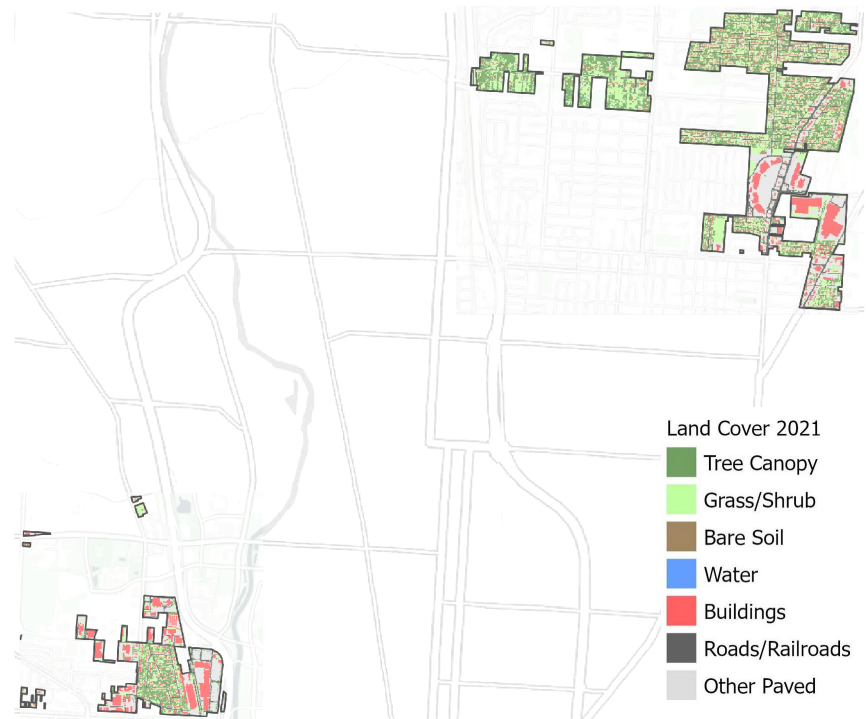 Land Cover 2021
Tree Canopy
Grass/Shrub
Bare Soil
Water
Buildings
Roads/Railroads
Other Paved